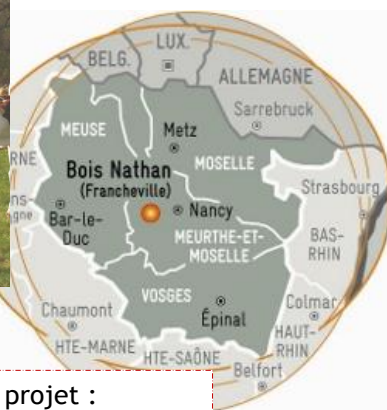 LUX.
BELG.
ALLEMAGNE
Sarrebruck
MEUSE
Metz
MOSELLE
Bois Nathan
(Francheville)
Strasbourg
Nancy
Bar-le-
Duc
MEURTHE-ET-
MOSELLE
BAS-
RHIN
VOSGES
Épinal
Chaumont
Colmar
HTE-MARNE
HTE-SAÔNE
HAUT-
RHIN
Belfort
projet :